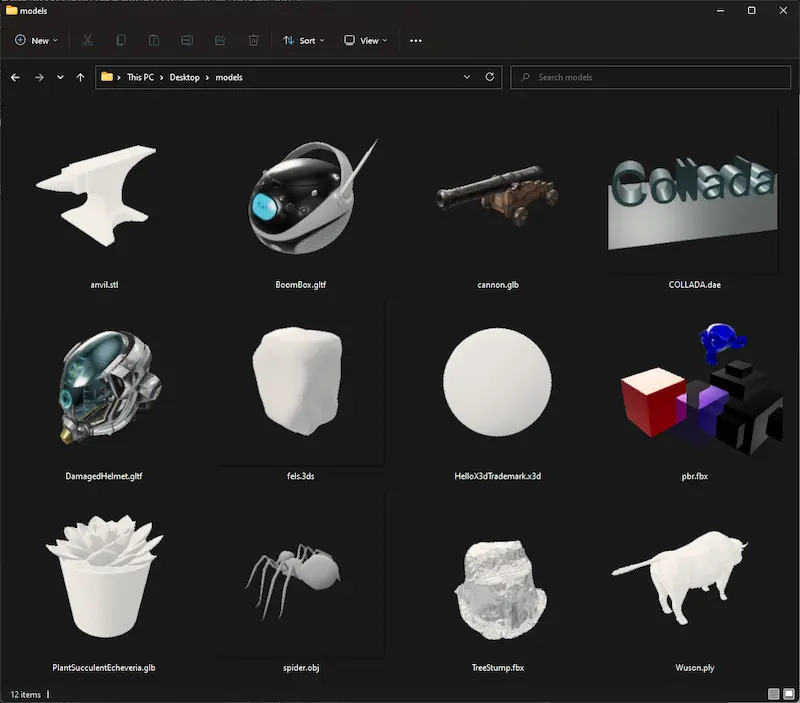 models
New
Sort
View
This PC > Desktop > models
Search models
anvil.stl
BoomBox.gltf
cannon.glb
COLLADA.dae
Collada
DamagedHelmet.gltf
fels.3ds
HelloX3dTrademark.x3d
pbr.fbx
PlantSucculentEcheveria.glb
spider.obj
TreeStump.fbx
Wuson.ply
12 items